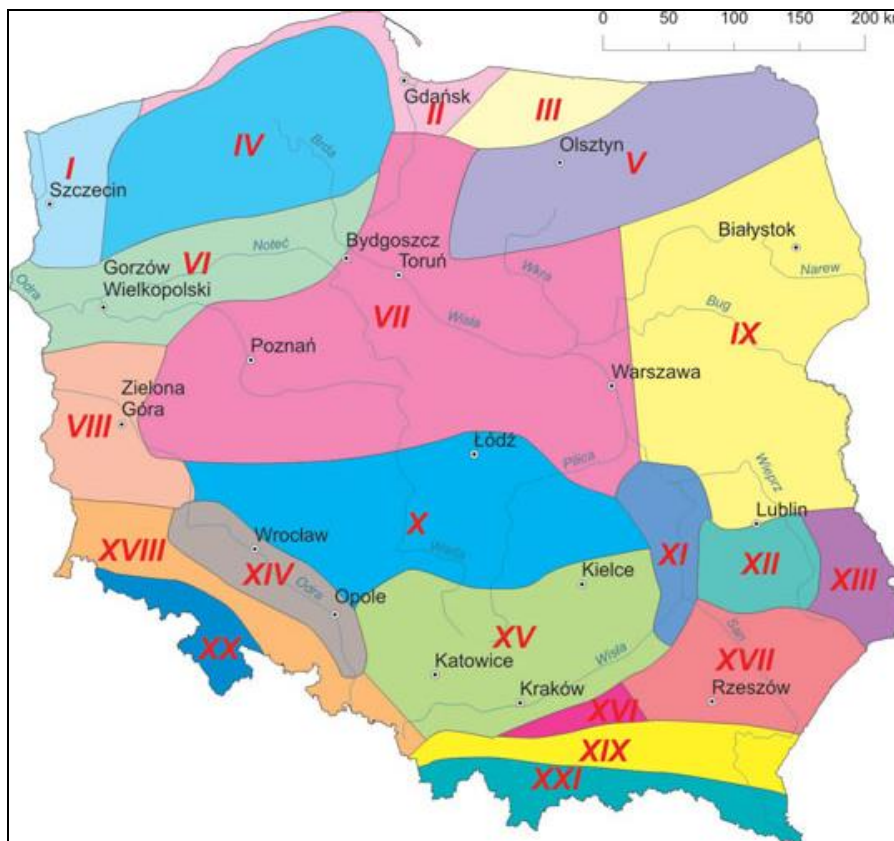 0 50 100 150 200 km
Gdańsk
II
III
IV
Brda
Olsztyn
V
I
Szczecin
Białystok
Bydgoszcz
Noteć
VI
Gorzów
Wielkopolski
Toruń
Wkra
Narew
Odra
Bug
VII
Wisła
IX
Poznań
Warszawa
Zielona
Góra
VIII
Łódź
Pilica
Wieprz
Lublin
X
Wrocław
XVIII
Warta
XI
XII
XIII
XIV
Odra
Kielce
Opole
XV
San
XX
Wisła
XVII
Katowice
Kraków
XVI
Rzeszów
XIX
XXI